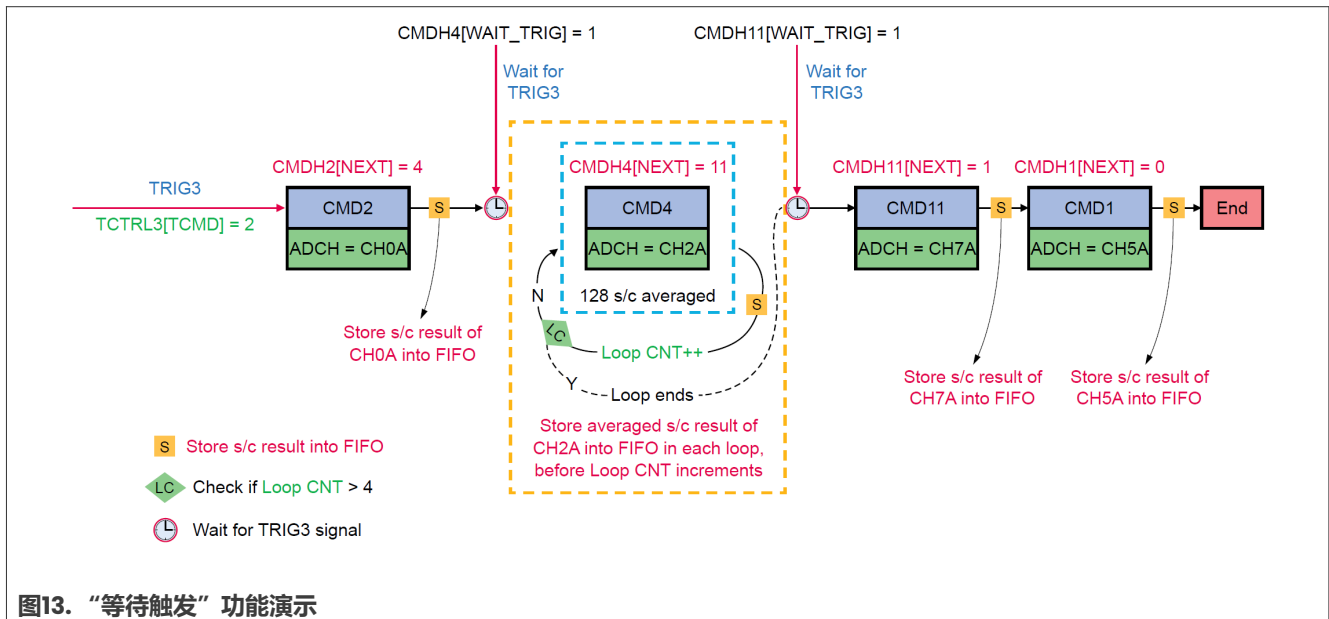 CMDH4[WAIT_TRIG] = 1
CMDH11[WAIT_TRIG] = 1
Wait for
TRIG3
Wait for
TRIG3
CMDH2[NEXT] = 4
CMDH4[NEXT] = 11
CMDH11[NEXT] = 1
CMDH1[NEXT] = 0
TRIG3
TCTRL3[TCMD] = 2
CMD2
ADCH = CH0A
S
CMD4
ADCH = CH2A
128 s/c averaged
N
S
LC
Loop CNT++
Y
Loop ends
CMD11
ADCH = CH7A
S
CMD1
ADCH = CH5A
S
End
Store s/c result of
CH0A into FIFO
Store averaged s/c result of
CH2A into FIFO in each loop,
before Loop CNT increments
Store s/c result of
CH7A into FIFO
Store s/c result of
CH5A into FIFO
S Store s/c result into FIFO
LC Check if Loop CNT > 4
Wait for TRIG3 signal
图13. “等待触发”功能演示